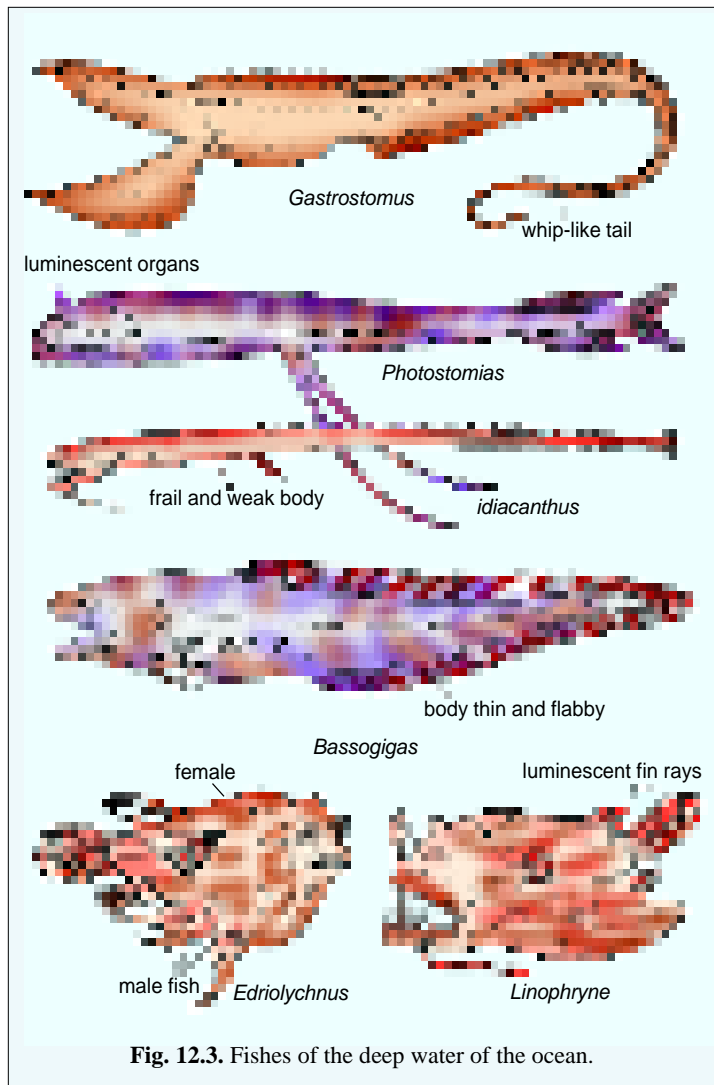 Gastrostomus
whip-like tail
luminescent organs
Photostomias
frail and weak body
idiacanthus
body thin and flabby
Bassogigas
female
luminescent fin rays
male fish
Edriolychnus
Linophryne
Fig. 12.3. Fishes of the deep water of the ocean.